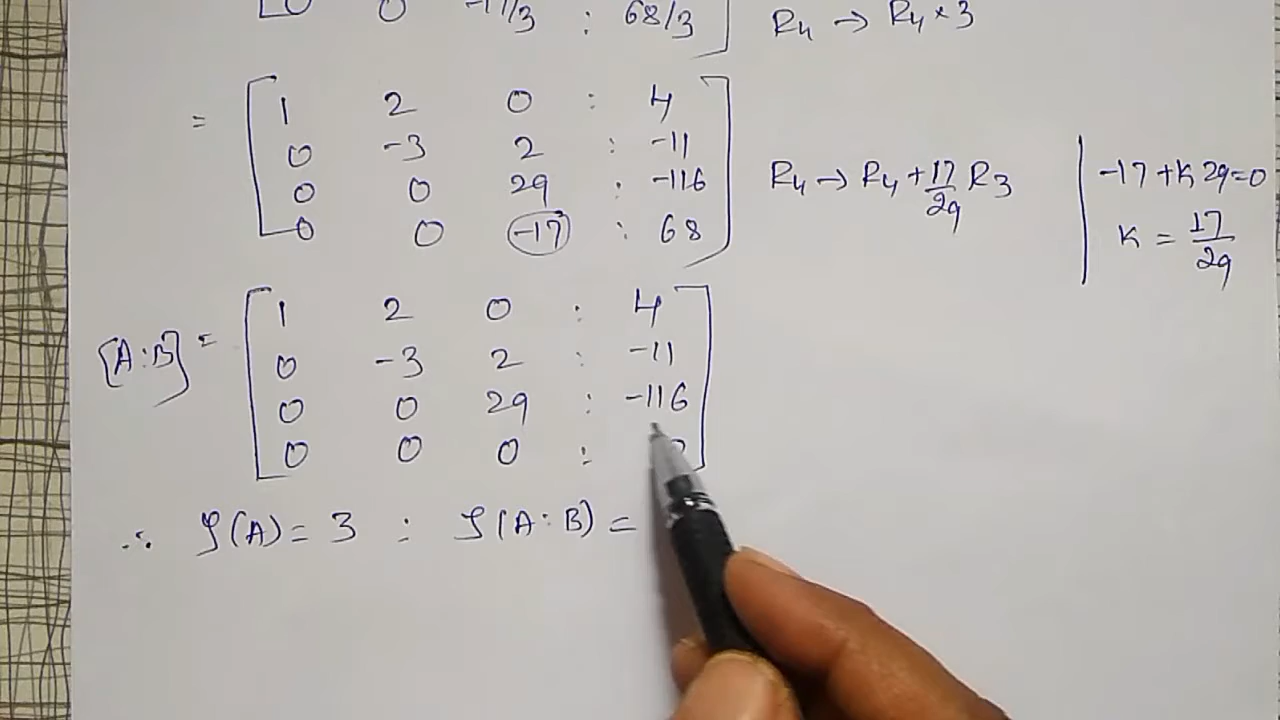 0 0 -17/3 : 68/3 R4 → R4 × 3
= 1 2 0 : 4
0 -3 2 : -11
0 0 29 : -116 R4 → R4 + 17/29 R3 -17 + K 29 = 0
0 0 -17 : 68 K = 17/29
[A:B] = 1 2 0 : 4
0 -3 2 : -11
0 0 29 : -116
0 0 0 :
∴ ρ(A) = 3 : ρ(A:B) =